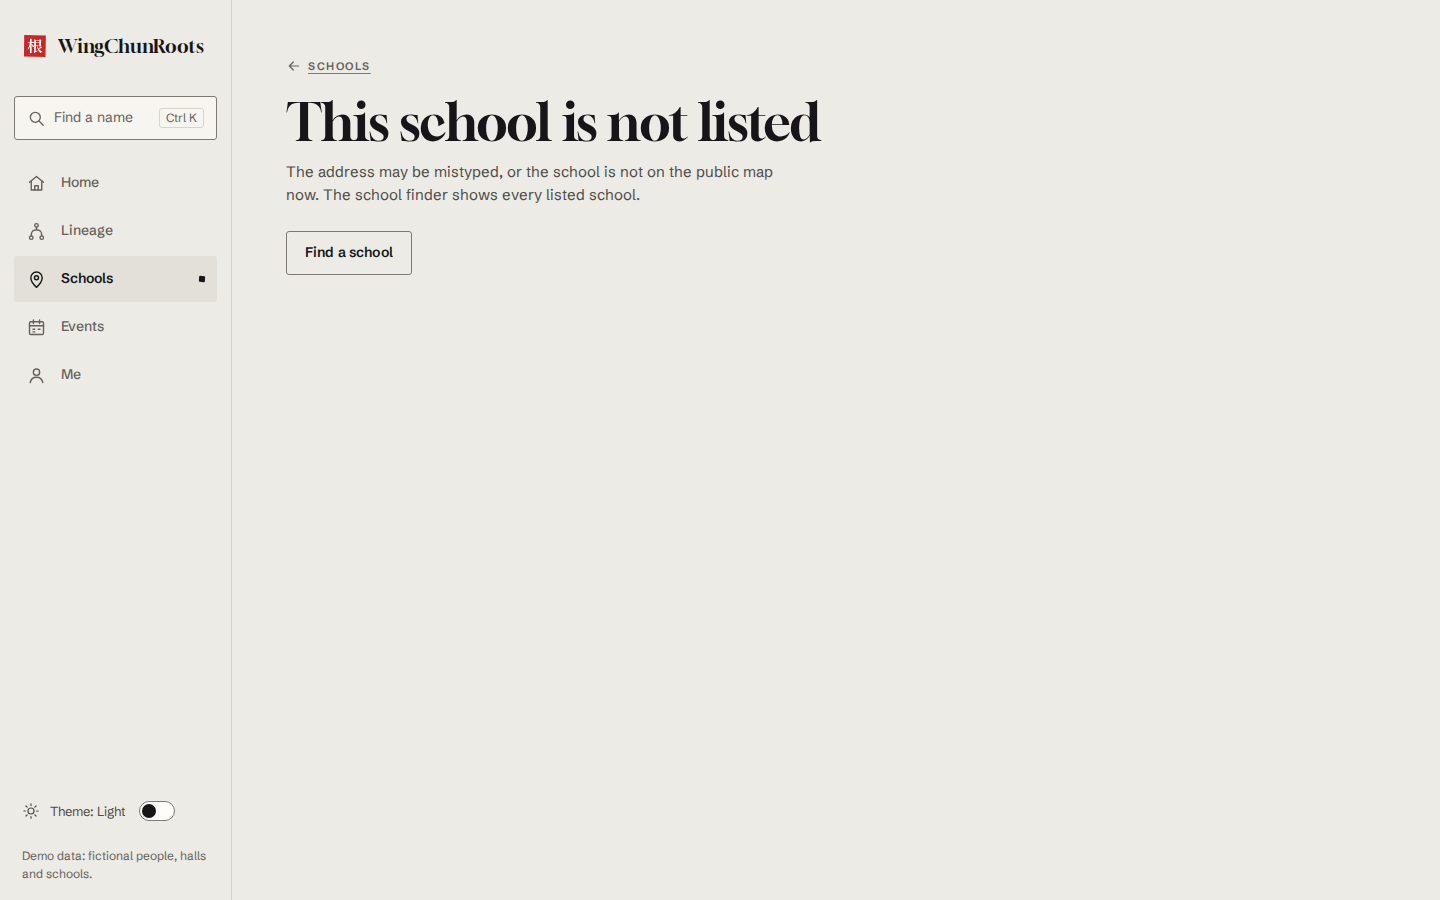 根 WingChunRoots
Find a name Ctrl K
Home
Lineage
Schools
Events
Me
Theme: Light
Demo data: fictional people, halls
and schools.
← SCHOOLS
This school is not listed
The address may be mistyped, or the school is not on the public map
now. The school finder shows every listed school.
Find a school